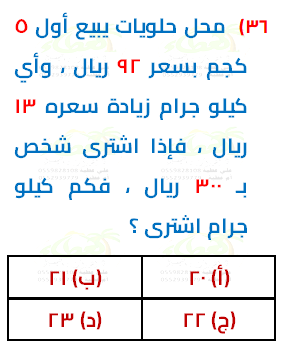 (٣٦ محل حلويات يبيع أول ٥
كجم بسعر ٩٢ ريال ، وأي
كيلو جرام زيادة سعره ١٣
ريال ، فإذا اشترى شخص
بـ ٣٠٠ ريال ، فكم كيلو
جرام اشترى ؟
(أ) ٢٠ (ب) ٢١
(ج) ٢٢ (د) ٢٣